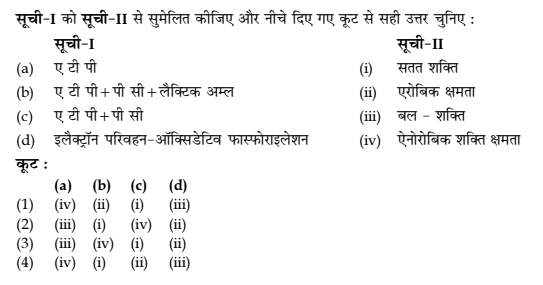 सूची-I को सूची-II से सुमेलित कीजिए और नीचे दिए गए कूट से सही उत्तर चुनिए :
सूची-I सूची-II
(a) ए टी पी (i) सतत शक्ति
(b) ए टी पी+पी सी+लैक्टिक अम्ल (ii) एरोबिक क्षमता
(c) ए टी पी+पी सी (iii) बल - शक्ति
(d) इलैक्ट्रॉन परिवहन-ऑक्सिडेटिव फास्फोराइलेशन (iv) ऐनोरोबिक शक्ति क्षमता
कूट :
(a) (b) (c) (d)
(1) (iv) (ii) (i) (iii)
(2) (iii) (i) (iv) (ii)
(3) (iii) (iv) (i) (ii)
(4) (iv) (i) (ii) (iii)